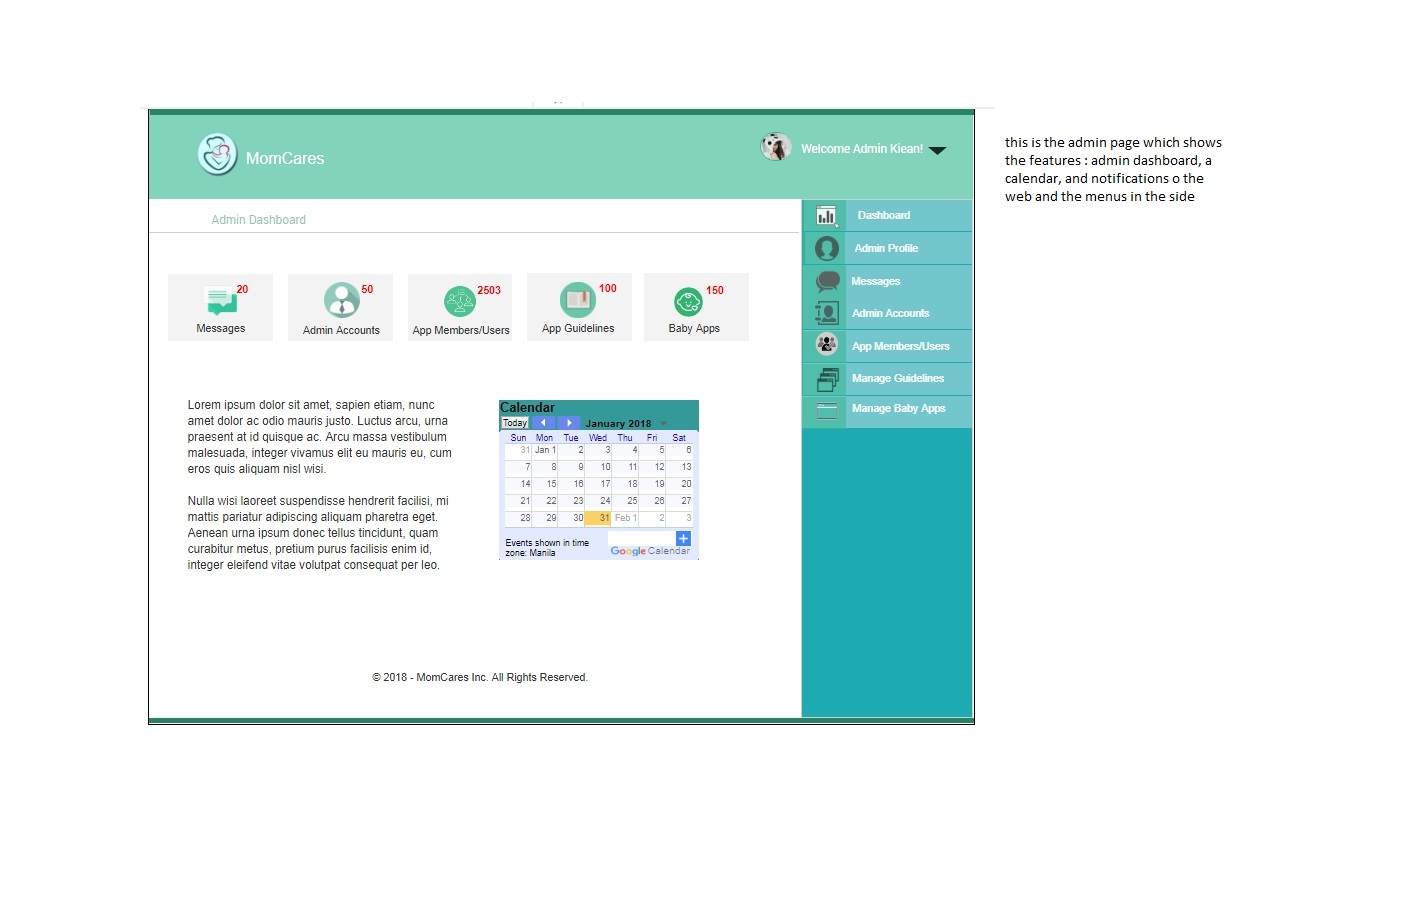 MomCares
Welcome Admin Kiean!
this is the admin page which shows
the features : admin dashboard, a
calendar, and notifications o the
web and the menus in the side
Admin Dashboard
20
Messages
50
Admin Accounts
2503
App Members/Users
100
App Guidelines
150
Baby Apps
Dashboard
Admin Profile
Messages
Admin Accounts
App Members/Users
Manage Guidelines
Manage Baby Apps
Lorem ipsum dolor sit amet, sapien etiam, nunc
amet dolor ac odio mauris justo. Luctus arcu, urna
praesent at id quisque ac. Arcu massa vestibulum
malesuada, integer vivamus elit eu mauris eu, cum
eros quis aliquam nisl wisi.
Nulla wisi laoreet suspendisse hendrerit facilisi, mi
mattis pariatur adipiscing aliquam pharetra eget.
Aenean urna ipsum donec tellus tincidunt, quam
curabitur metus, pretium purus facilisis enim id,
integer eleifend vitae volutpat consequat per leo.
Calendar
Today January 2018
Sun Mon Tue Wed Thu Fri Sat
31 Jan 1 2 3 4 5 6
7 8 9 10 11 12 13
14 15 16 17 18 19 20
21 22 23 24 25 26 27
28 29 30 31 Feb 1 2 3
Events shown in time
zone: Manila
Google Calendar
© 2018 - MomCares Inc. All Rights Reserved.